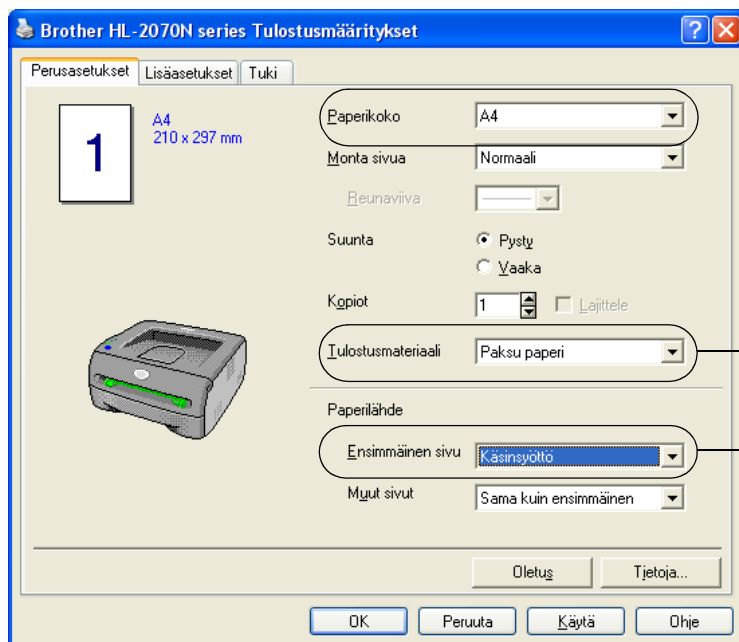 Brother HL-2070N series Tulostusmääritykset
Perusasetukset Lisäasetukset Tuki
1
A4
210 x 297 mm
Paperikoko A4
Monta sivua Normaali
Reunaviiva
Suunta Pysty
Vaaka
Kopiot 1 Lajittele
Tulostusmateriaali Paksu paperi
Paperilähde
Ensimmäinen sivu Käsinsyöttö
Muut sivut Sama kuin ensimmäinen
Oletus Tietoja...
OK Peruuta Käytä Ohje